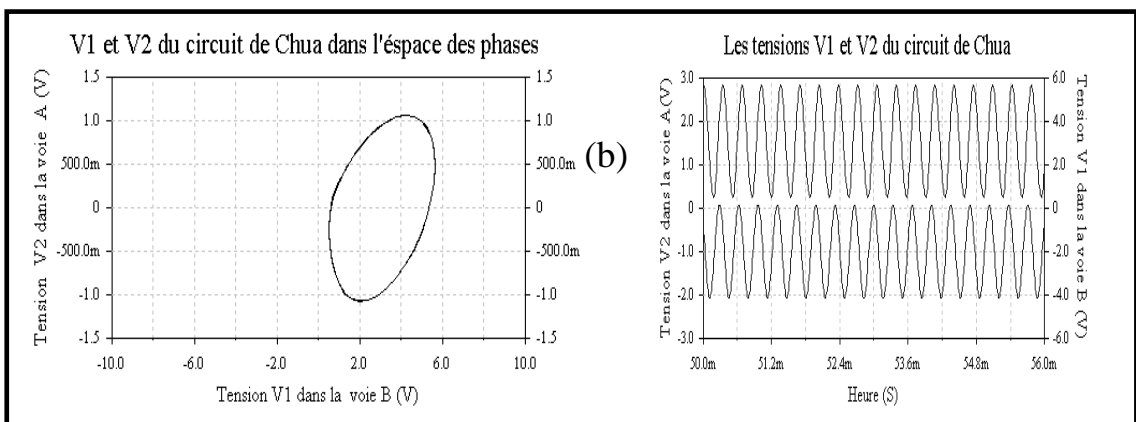 V1 et V2 du circuit de Chua dans l'éspace des phases
Tension V2 dans la voie A (V)
1.5
1.0
500.0m
0
-500.0m
-1.0
-1.5
1.5
1.0
500.0m
0
-500.0m
-1.0
-1.5
-10.0 -6.0 -2.0 2.0 6.0 10.0
Tension V1 dans la voie B (V)
(b)
Les tensions V1 et V2 du circuit de Chua
Tension V2 dans la voie A (V)
3.0
2.0
1.0
0
-1.0
-2.0
-3.0
6.0
4.0
2.0
0
-2.0
-4.0
-6.0
Tension V1 dans la voie B (V)
50.0m 51.2m 52.4m 53.6m 54.8m 56.0m
Heure (S)